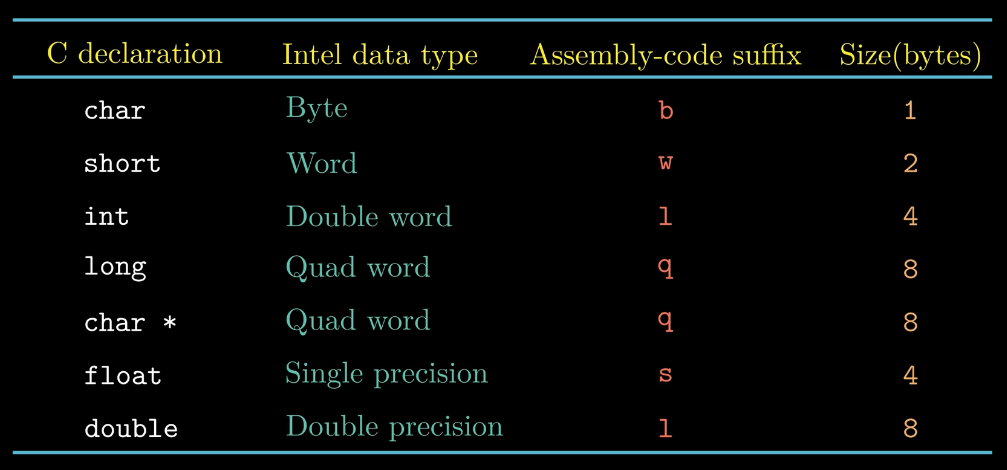 C declaration Intel data type Assembly-code suffix Size(bytes)
char Byte b 1
short Word w 2
int Double word l 4
long Quad word q 8
char * Quad word q 8
float Single precision s 4
double Double precision l 8